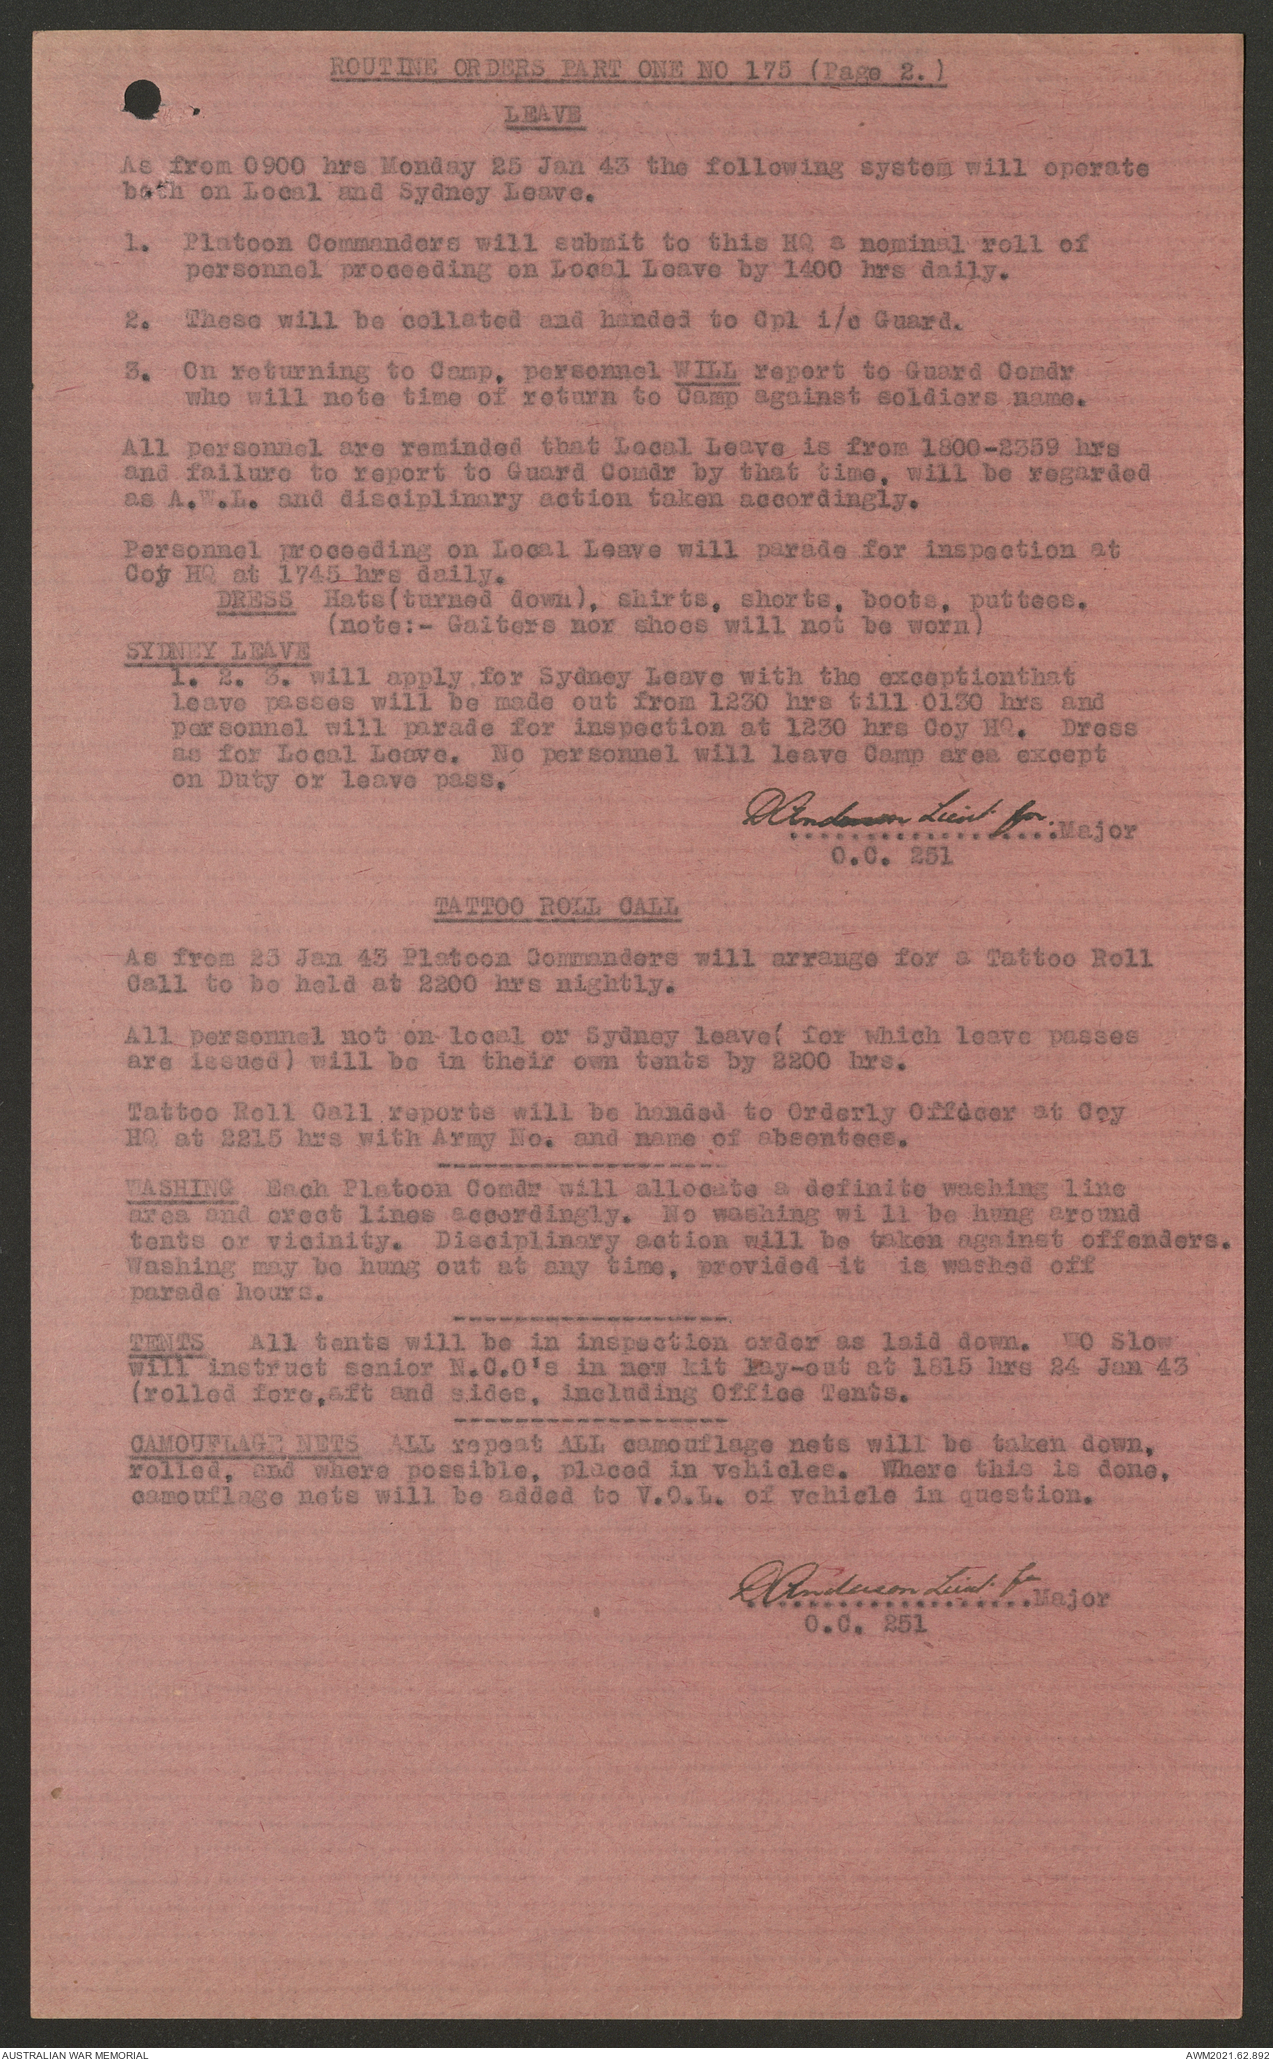 ROUTINE ORDERS PART ONE NO 175 (Page 2.)
LEAVE
As from 0900 hrs Monday 25 Jan 43 the following system will operate
both on Local and Sydney Leave.
1. Platoon Commanders will submit to this HQ a nominal roll of
personnel proceeding on Local Leave by 1400 hrs daily.
2. These will be collated and handed to Cpl i/c Guard.
3. On returning to Camp, personnel WILL report to Guard Comdr
who will note time of return to Camp against soldiers name.
All personnel are reminded that Local Leave is from 1800-2359 hrs
and failure to report to Guard Comdr by that time, will be regarded
as A.W.L. and disciplinary action taken accordingly.
Personnel proceeding on Local Leave will parade for inspection at
Coy HQ at 1745 hrs daily.
DRESS Hats(turned down), shirts, shorts, boots, puttees.
(note:- Gaiters nor shoes will not be worn)
SYDNEY LEAVE
1. 2. 3. will apply for Sydney Leave with the exceptionthat
leave passes will be made out from 1230 hrs till 0130 hrs and
personnel will parade for inspection at 1230 hrs Coy HQ. Dress
as for Local Leave. No personnel will leave Camp area except
on Duty or leave pass.
D Anderson Lieut for.
..................Major
O.C. 251
TATTOO ROLL CALL
As from 23 Jan 43 Platoon Commanders will arrange for a Tattoo Roll
Call to be held at 2200 hrs nightly.
All personnel not on local or Sydney leave( for which leave passes
are issued) will be in their own tents by 2200 hrs.
Tattoo Roll Call reports will be handed to Orderly Officer at Coy
HQ at 2215 hrs with Army No. and name of absentees.
-------------------
WASHING Each Platoon Comdr will allocate a definite washing line
area and erect lines accordingly. No washing wi ll be hung around
tents or vicinity. Disciplinary action will be taken against offenders.
Washing may be hung out at any time, provided it is washed off
parade hours.
------------------
TENTS All tents will be in inspection order as laid down. WO Slow
will instruct senior N.C.O's in new kit lay-out at 1815 hrs 24 Jan 43
(rolled fore,aft and sides, including Office Tents.
------------------
CAMOUFLAGE NETS ALL repeat ALL camouflage nets will be taken down,
rolled, and where possible, placed in vehicles. Where this is done,
camouflage nets will be added to V.O.L. of vehicle in question.
D Anderson Lieut for
...................Major
O.C. 251
AUSTRALIAN WAR MEMORIAL
AWM2021.62.892